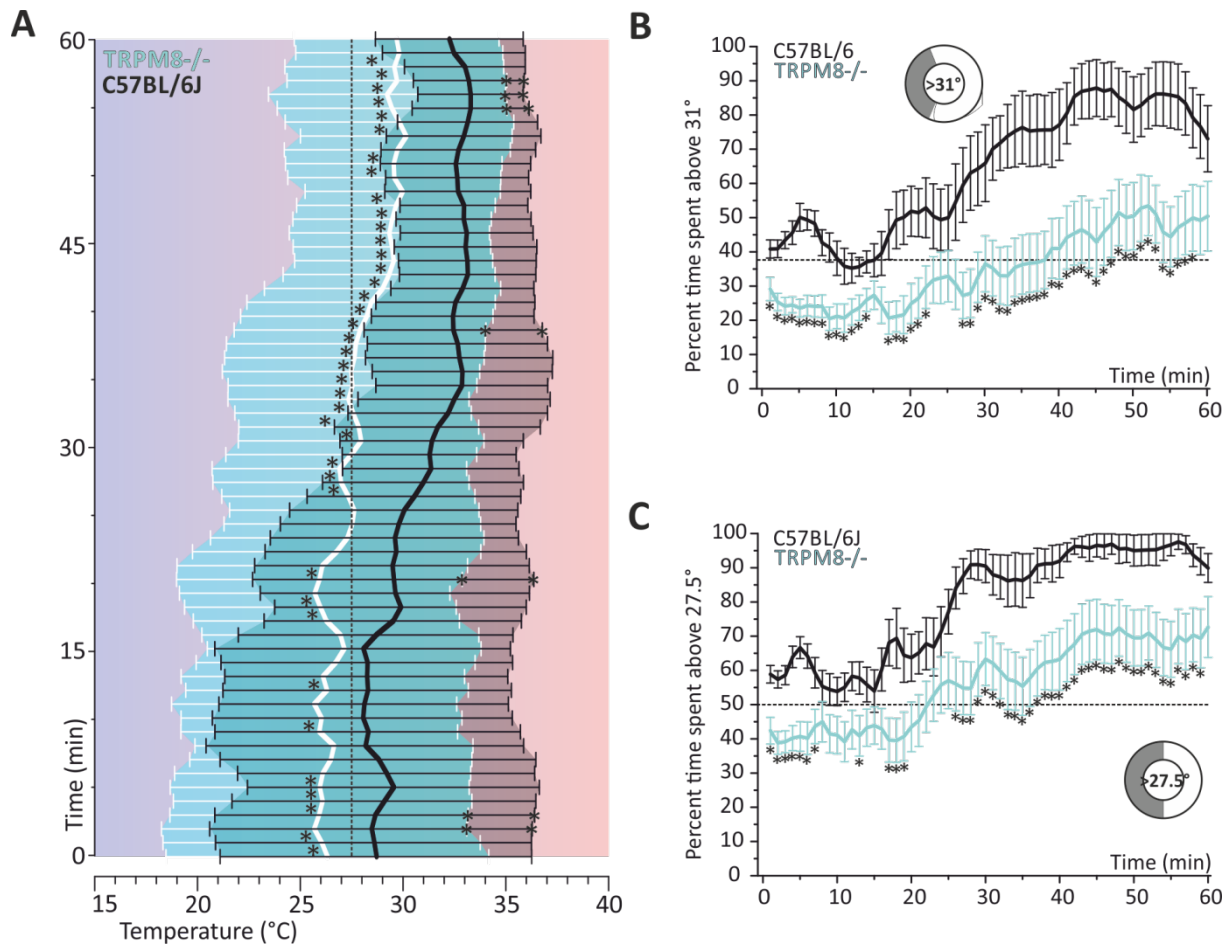 A
TRPM8-/-
C57BL/6J
60
45
30
15
0
Time (min)
15 20 25 30 35 40
Temperature (°C)
B
C57BL/6
TRPM8-/-
>31°
100
90
80
70
60
50
40
30
20
10
0
Percent time spent above 31°
Time (min)
0 10 20 30 40 50 60
C
C57BL/6J
TRPM8-/-
100
90
80
70
60
50
40
30
20
10
0
Percent time spent above 27.5°
>27.5°
Time (min)
0 10 20 30 40 50 60